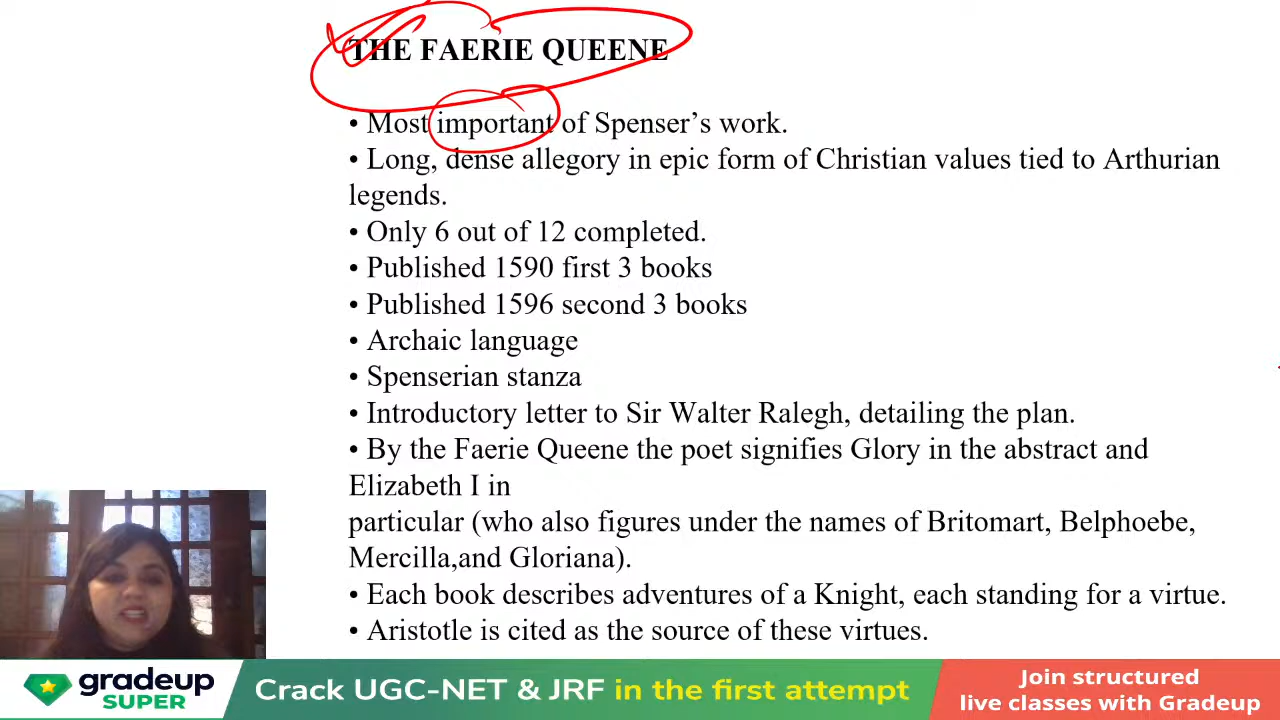 THE FAERIE QUEENE
• Most important of Spenser's work.
• Long, dense allegory in epic form of Christian values tied to Arthurian
legends.
• Only 6 out of 12 completed.
• Published 1590 first 3 books
• Published 1596 second 3 books
• Archaic language
• Spenserian stanza
• Introductory letter to Sir Walter Ralegh, detailing the plan.
• By the Faerie Queene the poet signifies Glory in the abstract and
Elizabeth I in
particular (who also figures under the names of Britomart, Belphoebe,
Mercilla,and Gloriana).
• Each book describes adventures of a Knight, each standing for a virtue.
• Aristotle is cited as the source of these virtues.
gradeup
SUPER
Crack UGC-NET & JRF in the first attempt
Join structured
live classes with Gradeup